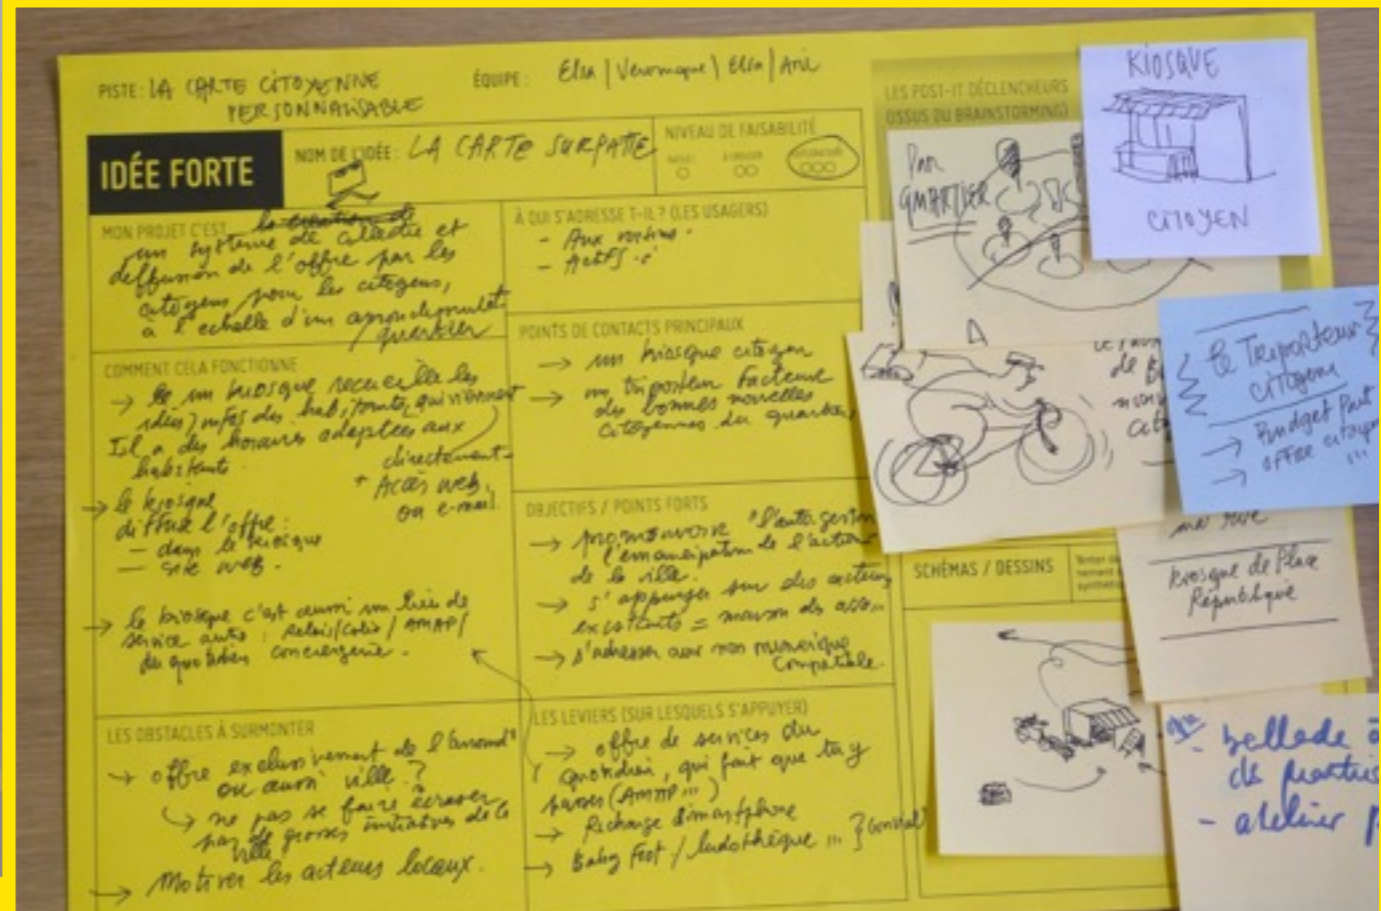 PISTE : LA CARTE CITOYENNE
PERSONNALISABLE
ÉQUIPE : Elsa | Veronique | Elsa | Ani
IDÉE FORTE
NOM DE L'IDÉE : LA CARTE SURPATTE
NIVEAU DE FAISABILITÉ
MON PROJET C'EST
la création de
un système de collecte et
diffusion de l'offre par les
citoyens pour les citoyens,
a l'echelle d'un arrondissement
/ quartier
À QUI S'ADRESSE T-IL ? (LES USAGERS)
- Aux voisins
- Actifs
COMMENT CELA FONCTIONNE
→ un kiosque recueille les
idées / infos des habitants, qui viennent
directement
Il a des horaires adaptées aux
habitants.
+ Accès web,
ou e-mail.
→ le kiosque
diffuse l'offre :
- dans le kiosque
- site web.
→ le kiosque c'est aussi un lieu de
service autre : Relais/Colis / AMAP /
du quotidien conciergerie.
POINTS DE CONTACTS PRINCIPAUX
→ un kiosque citoyen
→ un triporteur facteur
des bonnes nouvelles
citoyennes du quartier
OBJECTIFS / POINTS FORTS
→ promouvoir l'auto gestion
l'emancipation de l'action
de la ville.
→ s'appuyer sur des acteurs
existants = maison des asso...
→ s'adresser aux non numérique
compatible.
LES OBSTACLES À SURMONTER
→ offre exclusivement de l'arrond
ou aussi ville ?
ne pas se faire écraser
par de grosses initiatives de la
ville
→ Motiver les acteurs locaux.
LES LEVIERS (SUR LESQUELS S'APPUYER)
→ offre de services du
quotidien, qui fait que tu y
passes (AMAP ...)
→ Recharge Smartphone
→ Baby Foot / ludothèque ...
LES POST-IT DÉCLENCHEURS
(ISSUS DU BRAINSTORMING)
Par
QUARTIER
KIOSQUE
CITOYEN
Le Triporteur
citoyen
→ Budget Part
→ offre citoyen
...
kiosque de Place
République
SCHÉMAS / DESSINS
- atelier